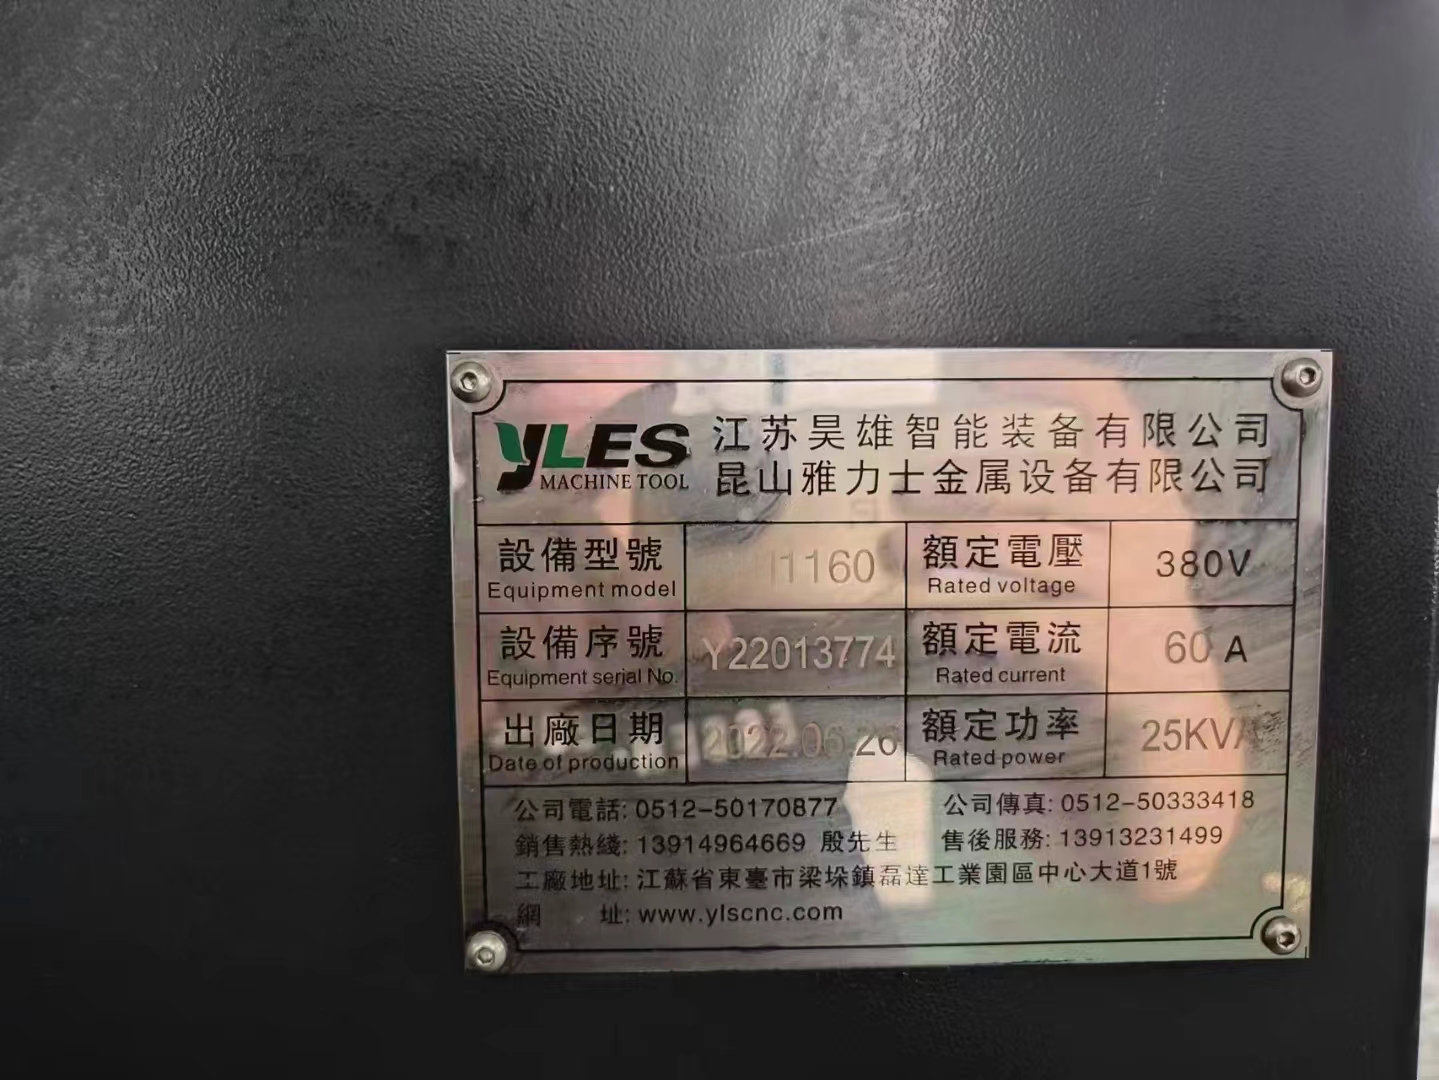 YLES MACHINE TOOL
江苏昊雄智能装备有限公司
昆山雅力士金属设备有限公司
設備型號 1160 額定電壓 380V
Equipment model Rated voltage
設備序號 Y22013774 額定電流 60 A
Equipment serial No. Rated current
出廠日期 2022.06.26 額定功率 25KVA
Date of production Rated power
公司電話: 0512-50170877 公司傳真: 0512-50333418
銷售熱綫: 13914964669 殷先生 售後服務: 13913231499
工廠地址: 江蘇省東臺市梁垛鎮磊達工業園區中心大道1號
網 址: www.ylscnc.com